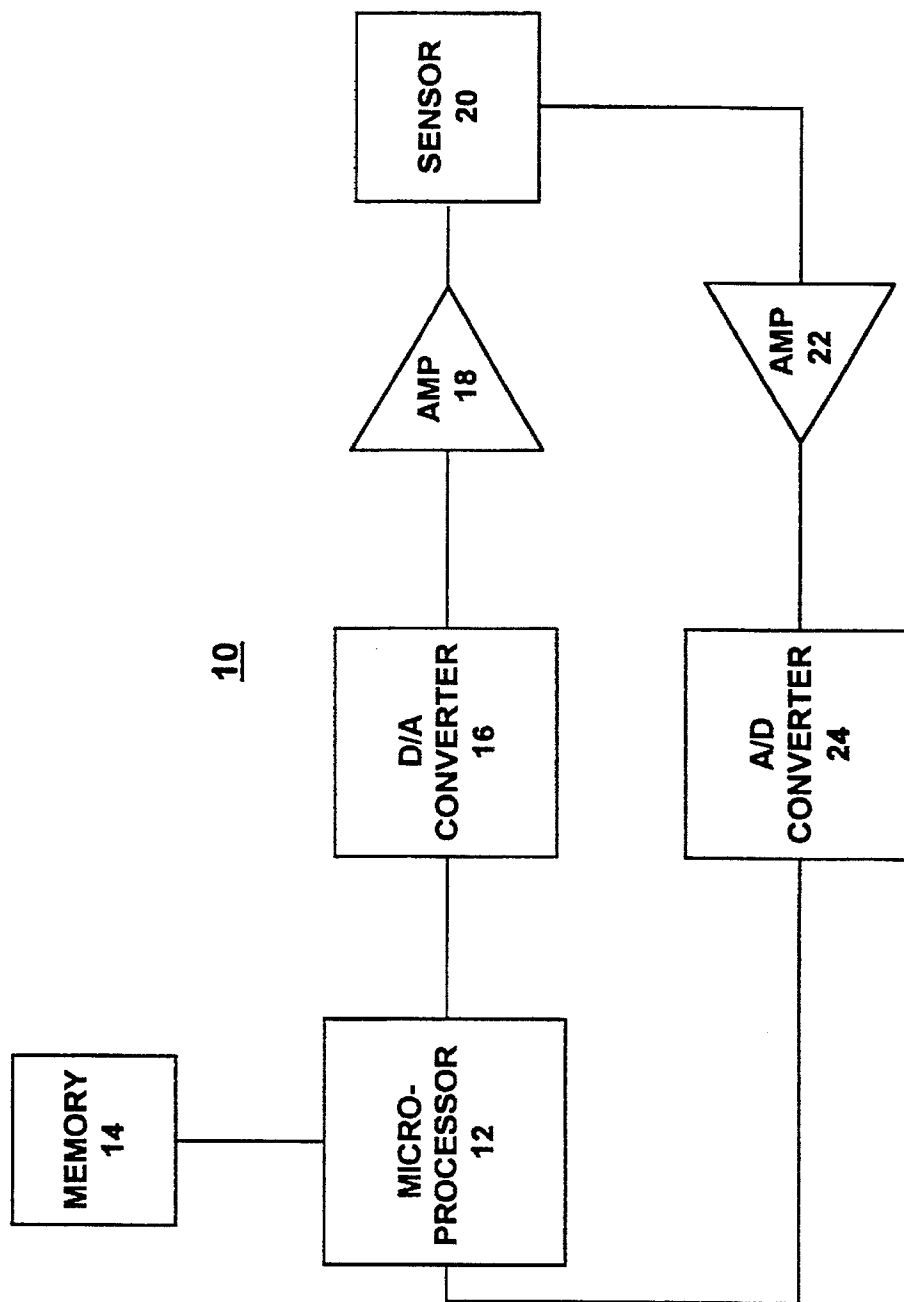 MEMORY
14
10
MICRO-
PROCESSOR
12
D/A
CONVERTER
16
AMP
18
SENSOR
20
A/D
CONVERTER
24
AMP
22